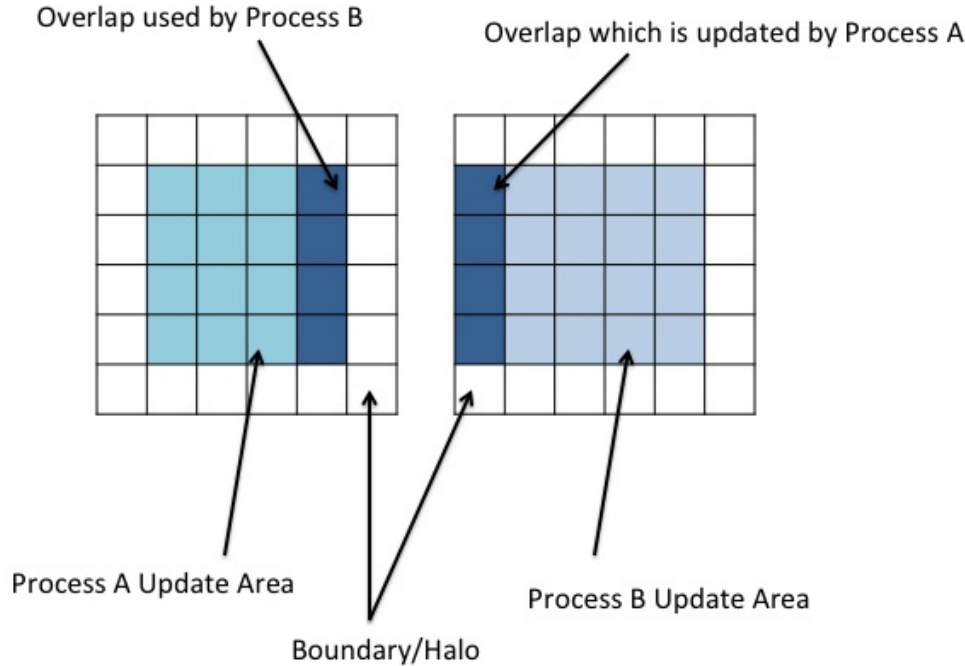 Overlap used by Process B
Overlap which is updated by Process A
Process A Update Area
Process B Update Area
Boundary/Halo